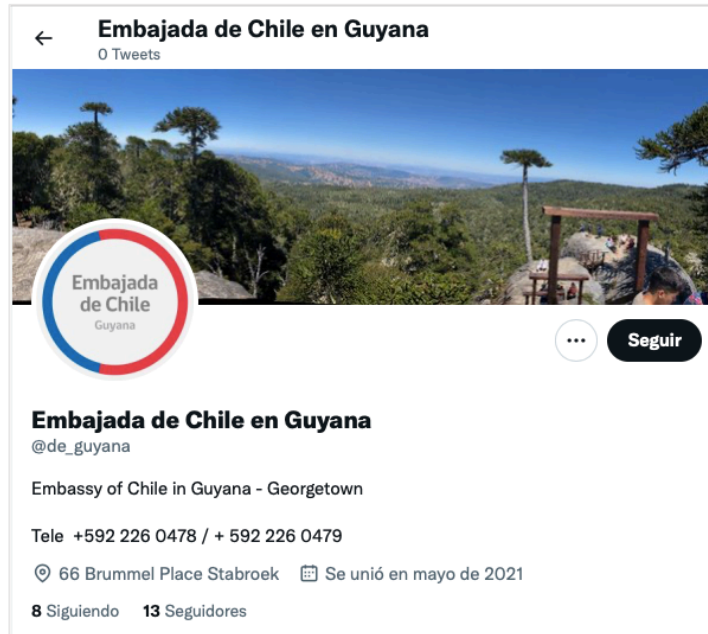 Embajada de Chile en Guyana
0 Tweets
Embajada
de Chile
Guyana
Seguir
Embajada de Chile en Guyana
@de_guyana
Embassy of Chile in Guyana - Georgetown
Tele  +592 226 0478 / + 592 226 0479
66 Brummel Place Stabroek Se unió en mayo de 2021
8 Siguiendo 13 Seguidores